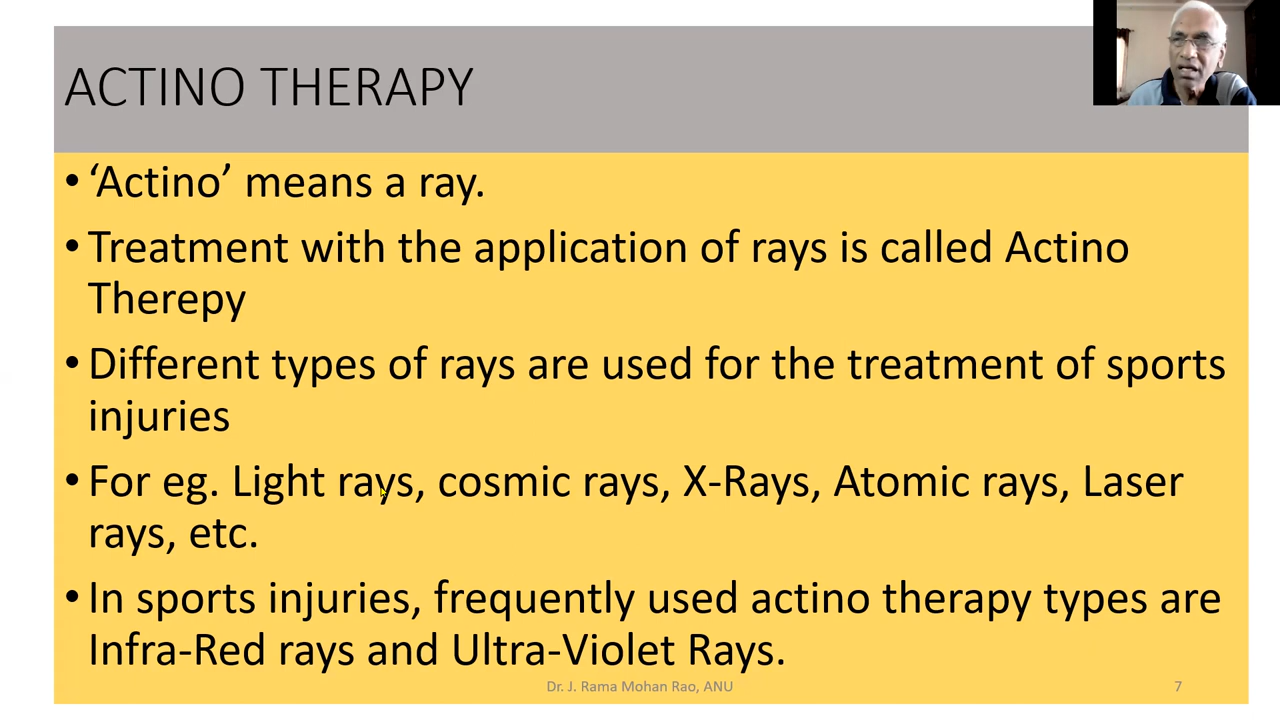 ACTINO THERAPY
• ‘Actino’ means a ray.
• Treatment with the application of rays is called Actino
Therepy
• Different types of rays are used for the treatment of sports
injuries
• For eg. Light rays, cosmic rays, X-Rays, Atomic rays, Laser
rays, etc.
• In sports injuries, frequently used actino therapy types are
Infra-Red rays and Ultra-Violet Rays.
Dr. J. Rama Mohan Rao, ANU
7